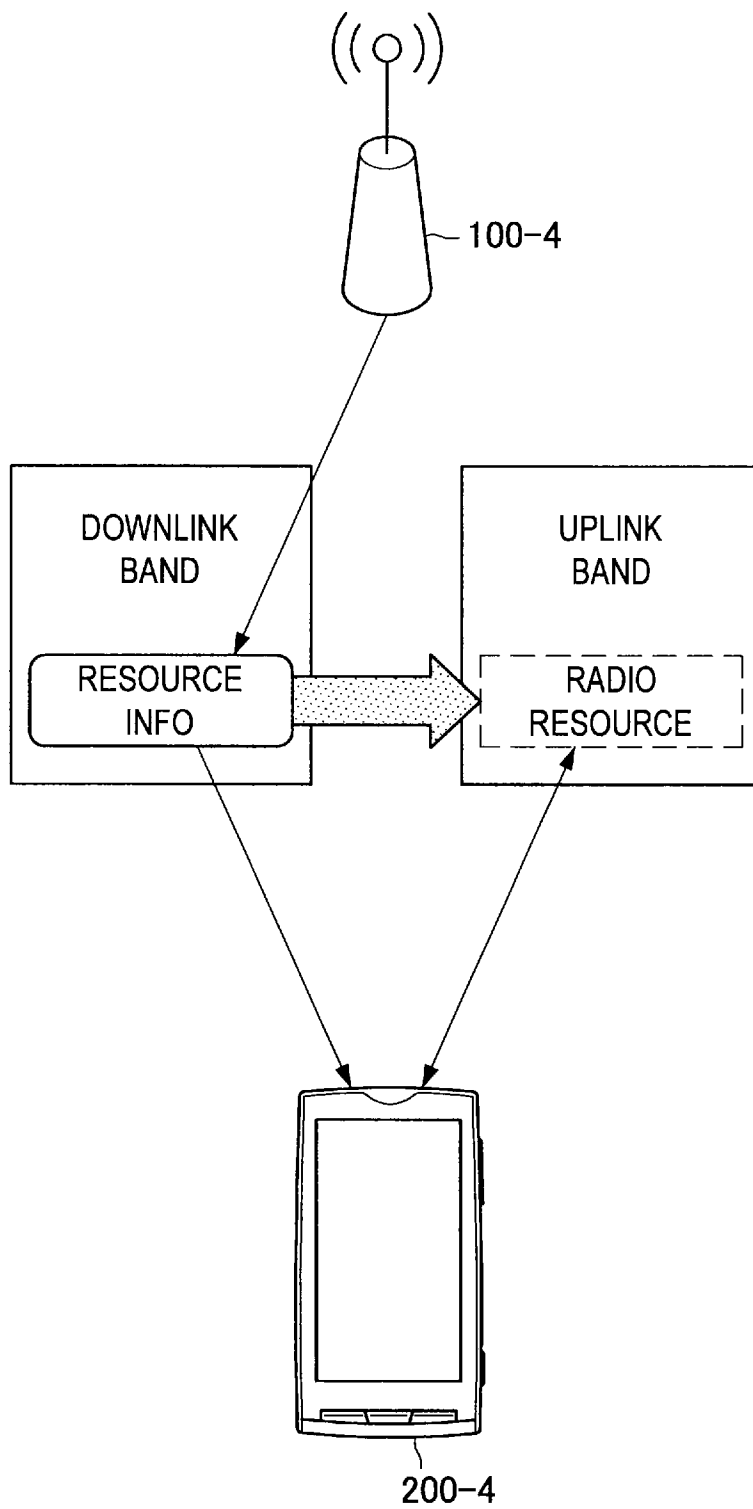 100-4
DOWNLINK
BAND
UPLINK
BAND
RESOURCE
INFO
RADIO
RESOURCE
200-4